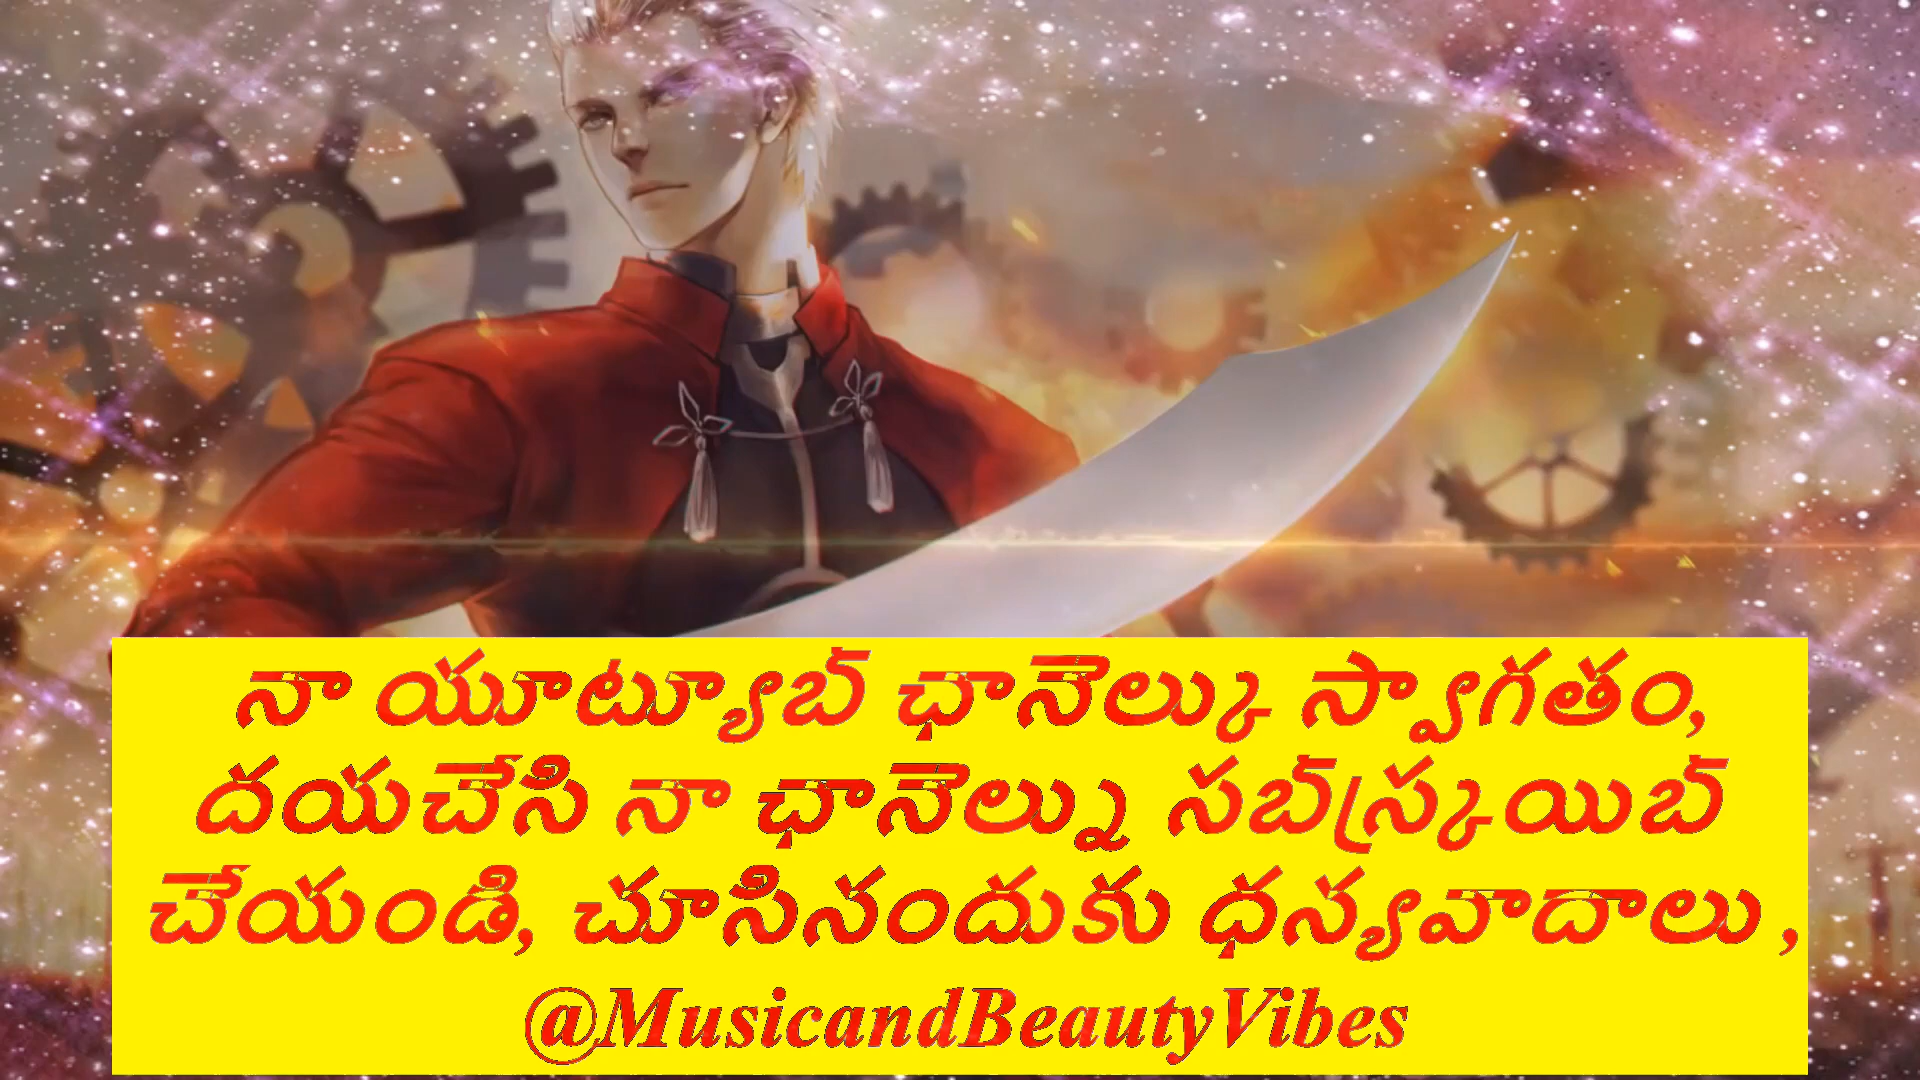 నా యూట్యూబ్ ఛానెల్కు స్వాగతం,
దయచేసి నా ఛానెల్ను సబ్స్క్రయిబ్
చేయండి, చూసినందుకు ధన్యవాదాలు ,
@MusicandBeautyVibes